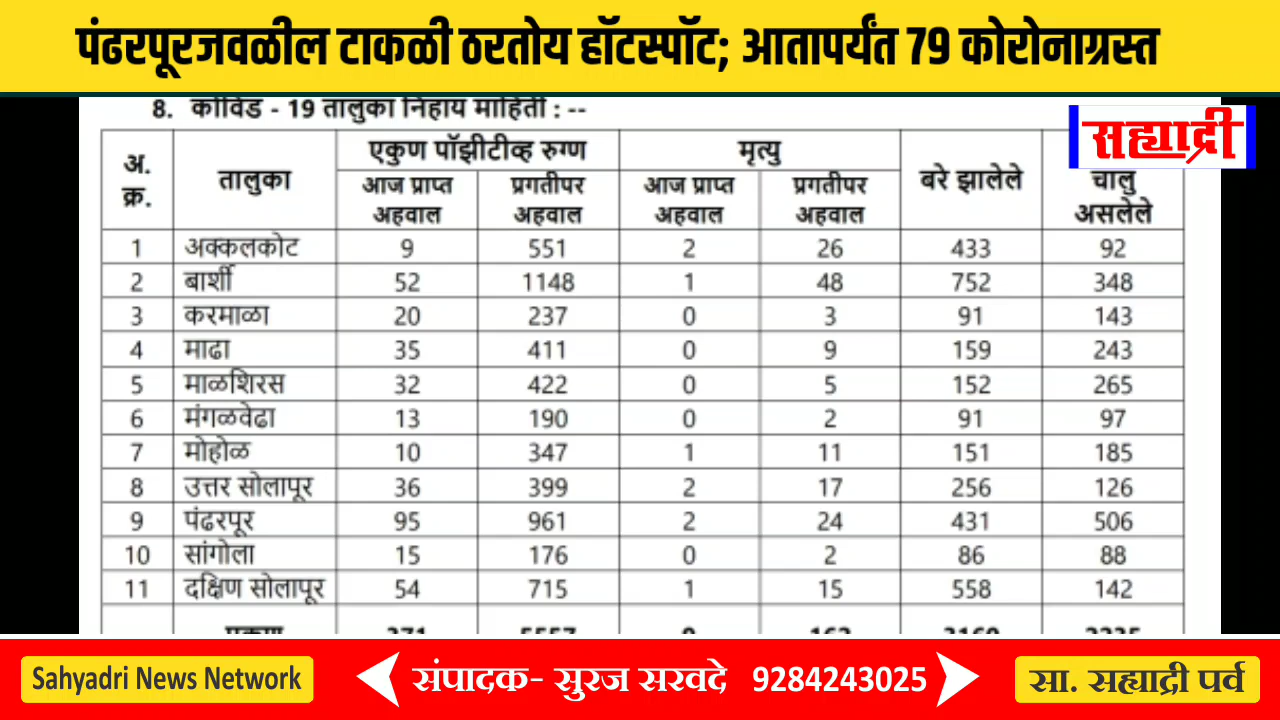 पंढरपूरजवळील टाकळी ठरतोय हॉटस्पॉट; आतापर्यंत 79 कोरोनाग्रस्त
सह्याद्री
8. कोविड - 19 तालुका निहाय माहिती : --
अ. क्र. तालुका एकुण पॉझीटीव्ह रुग्ण मृत्यु बरे झालेले चालु असलेले
आज प्राप्त अहवाल प्रगतीपर अहवाल आज प्राप्त अहवाल प्रगतीपर अहवाल
1 अक्कलकोट 9 551 2 26 433 92
2 बार्शी 52 1148 1 48 752 348
3 करमाळा 20 237 0 3 91 143
4 माढा 35 411 0 9 159 243
5 माळशिरस 32 422 0 5 152 265
6 मंगळवेढा 13 190 0 2 91 97
7 मोहोळ 10 347 1 11 151 185
8 उत्तर सोलापूर 36 399 2 17 256 126
9 पंढरपूर 95 961 2 24 431 506
10 सांगोला 15 176 0 2 86 88
11 दक्षिण सोलापूर 54 715 1 15 558 142
Sahyadri News Network
संपादक- सुरज सरवदे 9284243025
सा. सह्याद्री पर्व